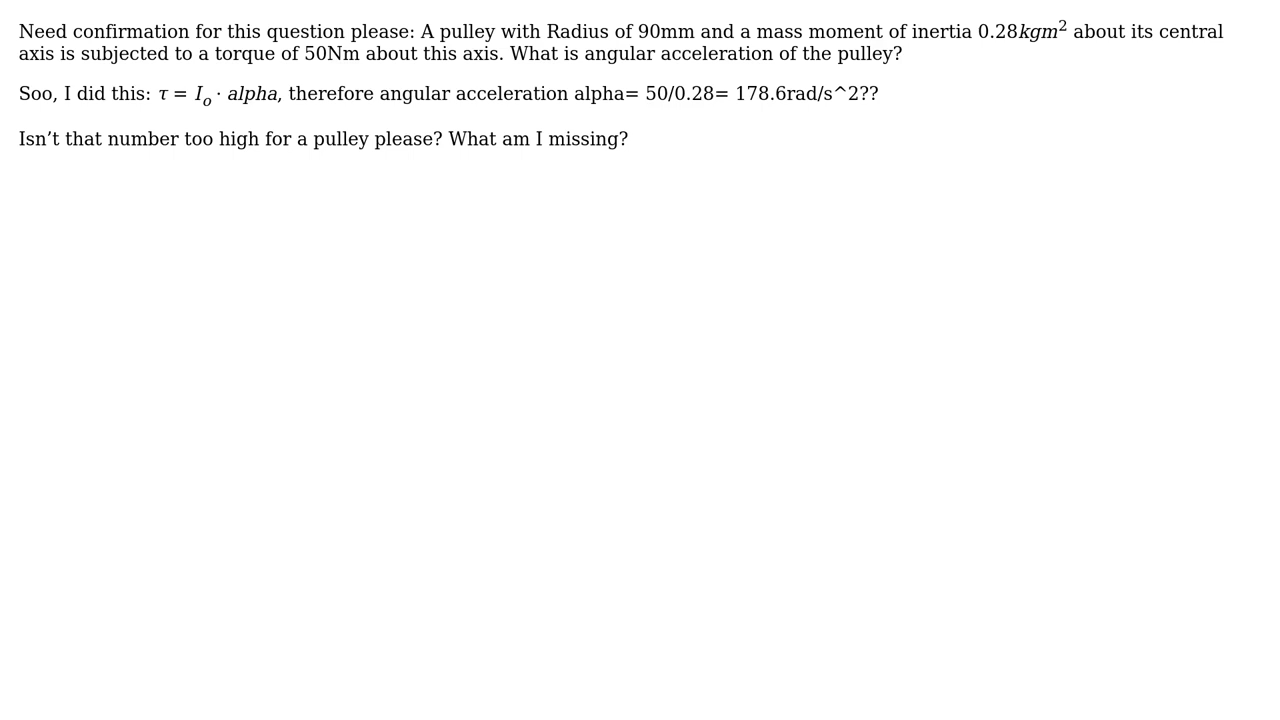 Need confirmation for this question please: A pulley with Radius of 90mm and a mass moment of inertia 0.28kgm² about its central
axis is subjected to a torque of 50Nm about this axis. What is angular acceleration of the pulley?
Soo, I did this: τ = Iₒ · alpha, therefore angular acceleration alpha= 50/0.28= 178.6rad/s^2??
Isn’t that number too high for a pulley please? What am I missing?